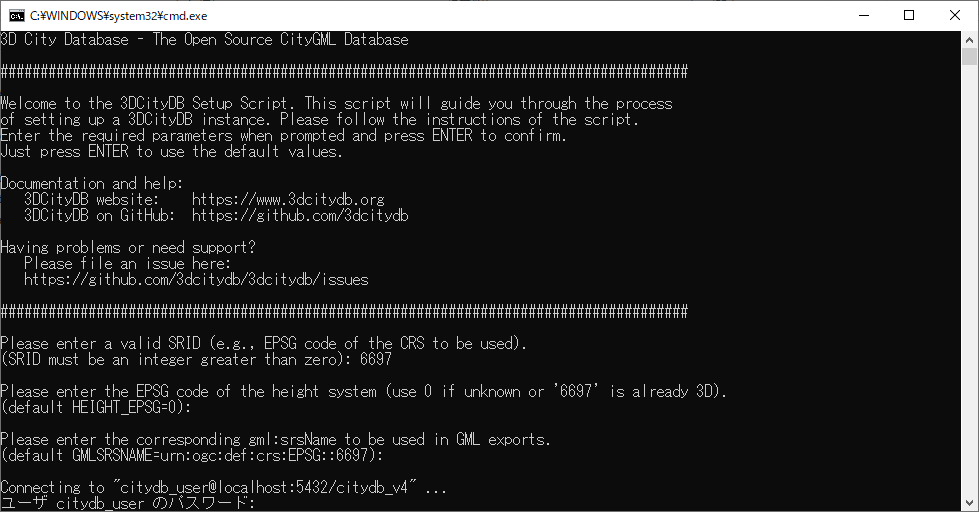 C:¥WINDOWS¥system32¥cmd.exe
3D City Database - The Open Source CityGML Database
######################################################################################
Welcome to the 3DCityDB Setup Script. This script will guide you through the process
of setting up a 3DCityDB instance. Please follow the instructions of the script.
Enter the required parameters when prompted and press ENTER to confirm.
Just press ENTER to use the default values.
Documentation and help:
3DCityDB website: https://www.3dcitydb.org
3DCityDB on GitHub: https://github.com/3dcitydb
Having problems or need support?
Please file an issue here:
https://github.com/3dcitydb/3dcitydb/issues
######################################################################################
Please enter a valid SRID (e.g., EPSG code of the CRS to be used).
(SRID must be an integer greater than zero): 6697
Please enter the EPSG code of the height system (use 0 if unknown or '6697' is already 3D).
(default HEIGHT_EPSG=0):
Please enter the corresponding gml:srsName to be used in GML exports.
(default GMLSRSNAME=urn:ogc:def:crs:EPSG::6697):
Connecting to "citydb_user@localhost:5432/citydb_v4" ...
ユーザ citydb_user のパスワード: